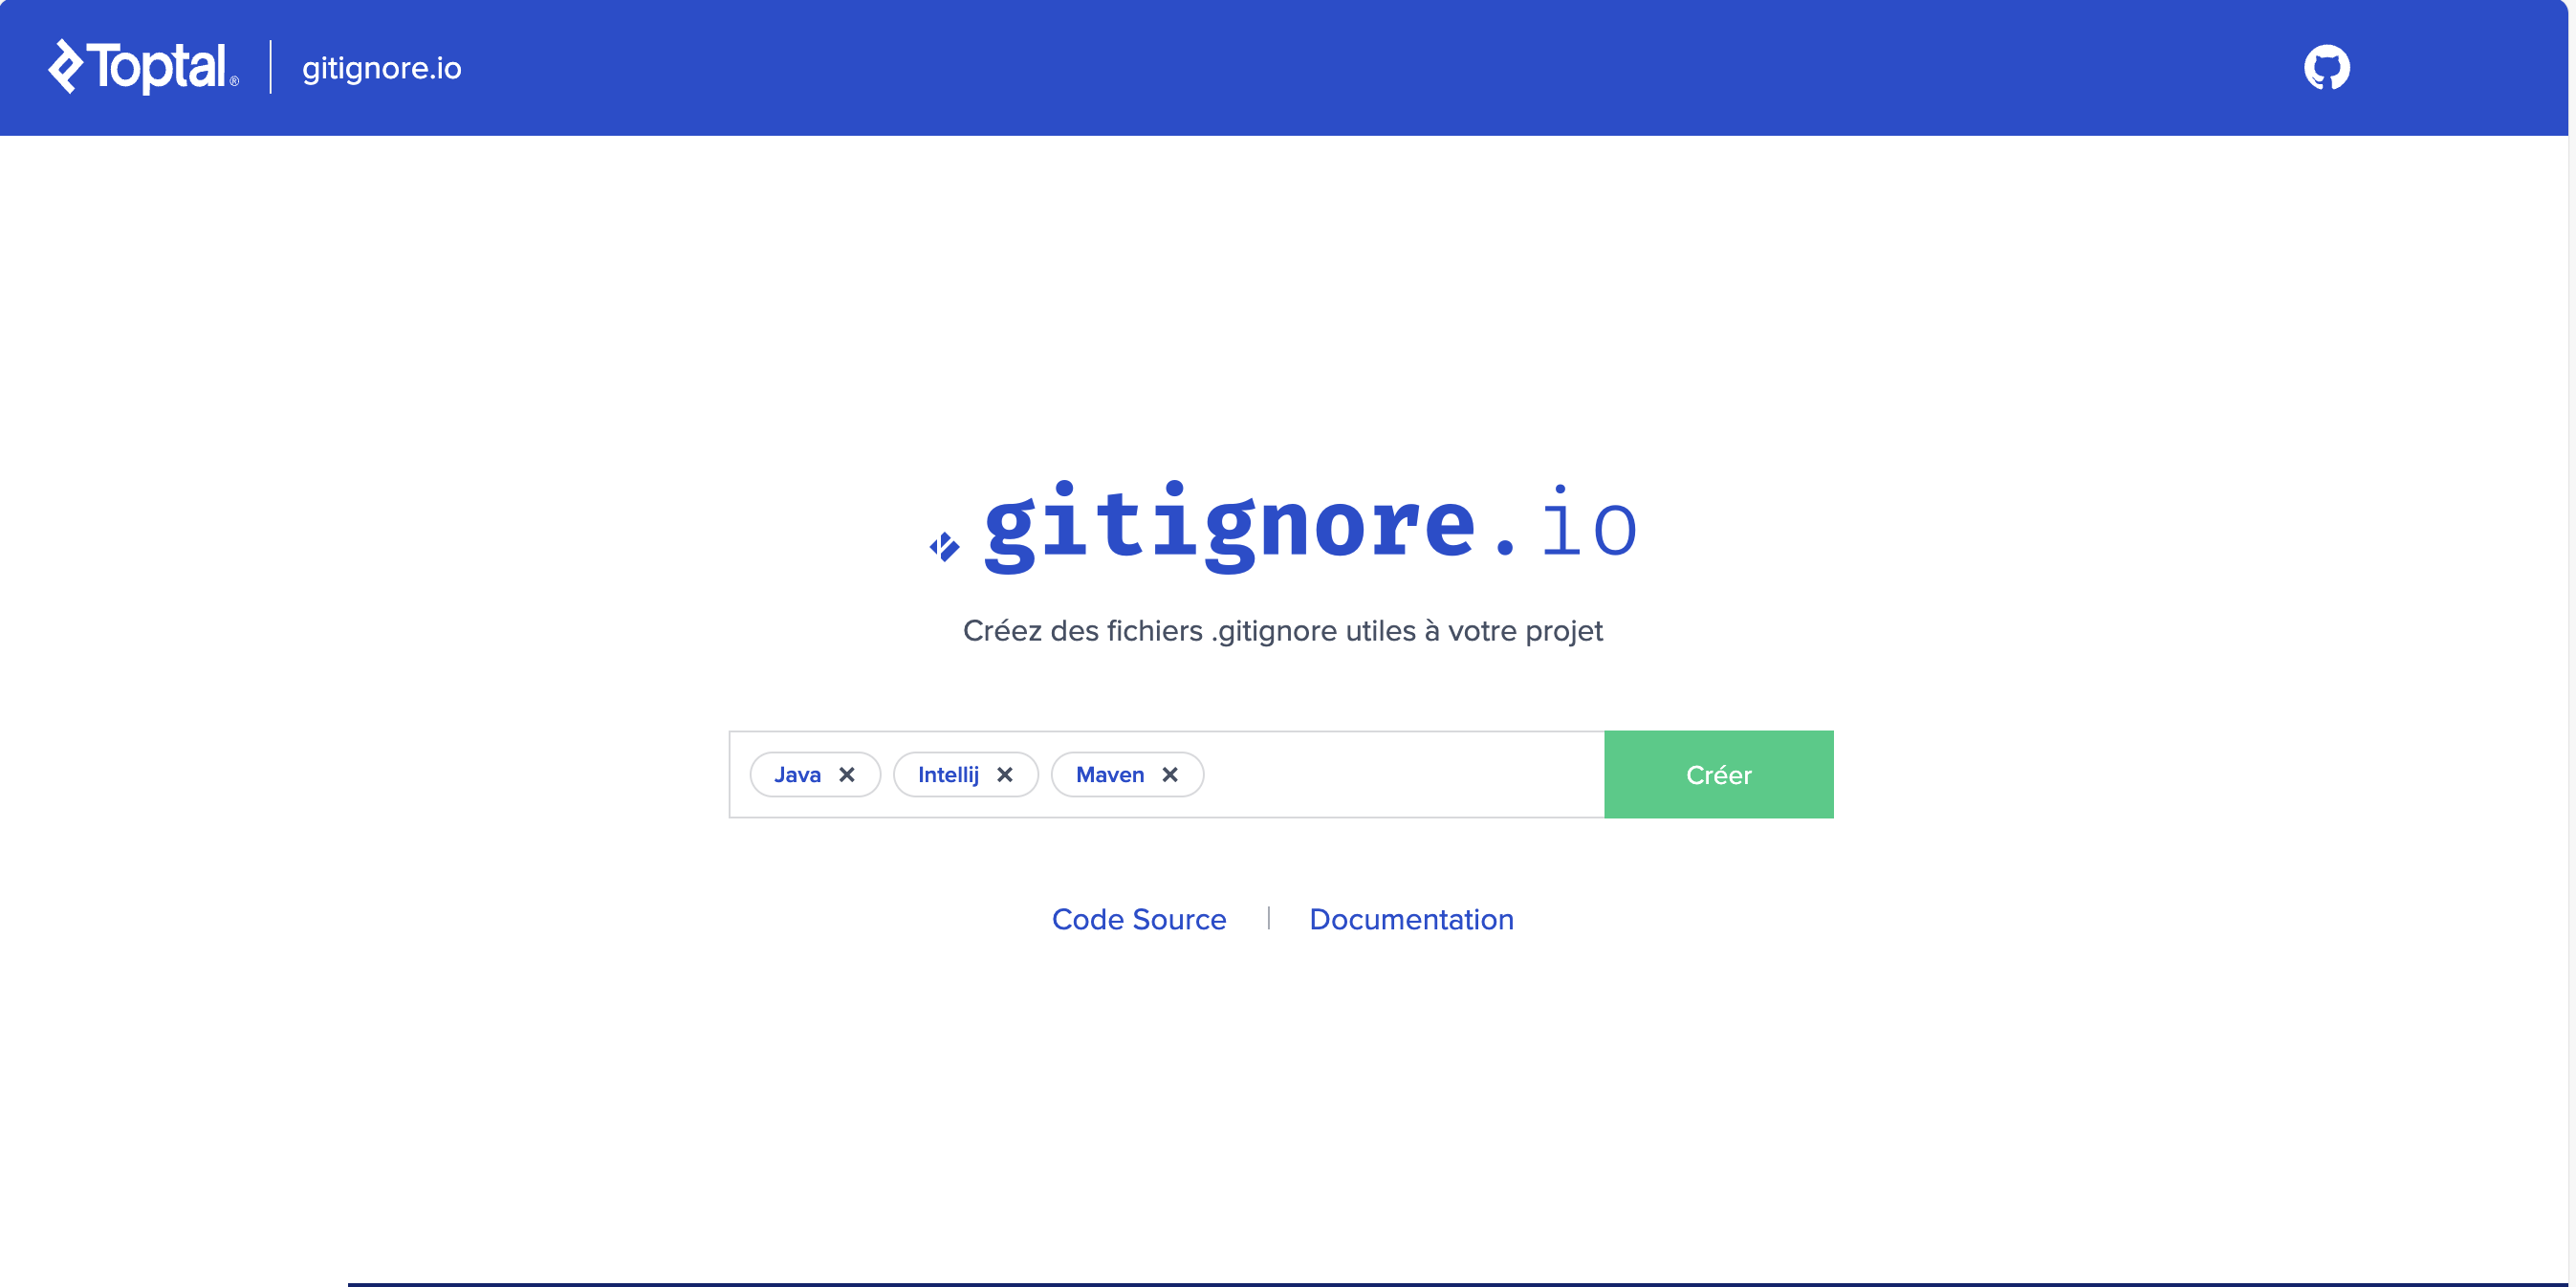 Toptal® gitignore.io
.gitignore.io
Créez des fichiers .gitignore utiles à votre projet
Java Intellij Maven Créer
Code Source | Documentation